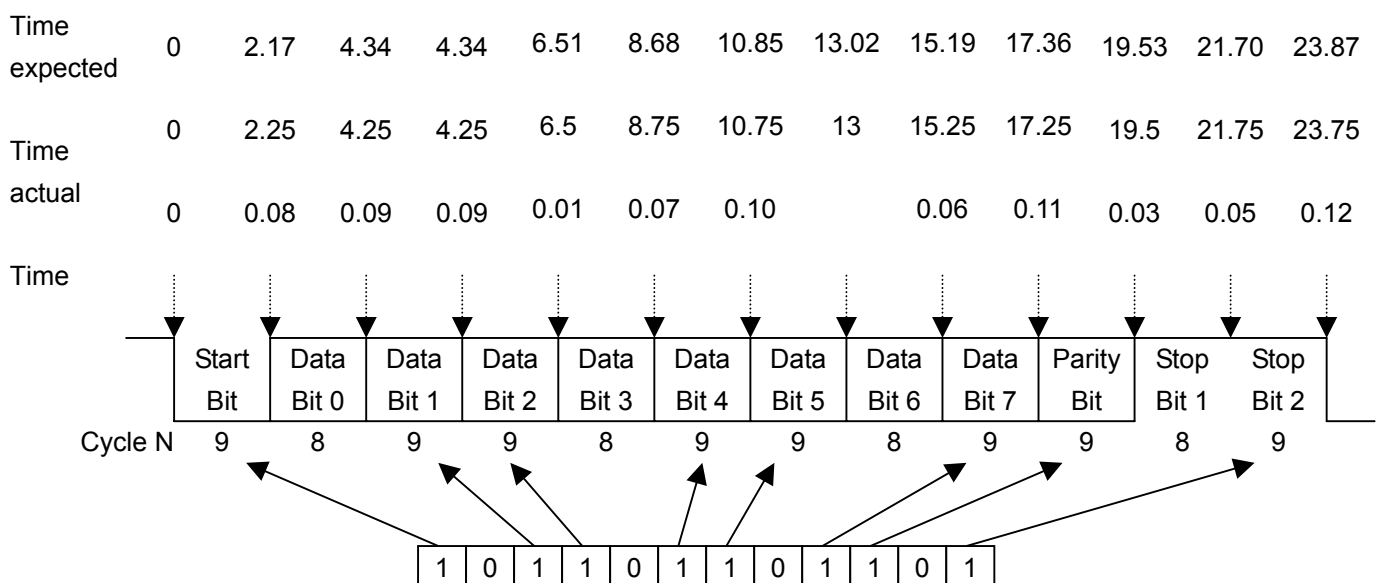 Time
expected
0 2.17 4.34 4.34 6.51 8.68 10.85 13.02 15.19 17.36 19.53 21.70 23.87
Time
actual
0 2.25 4.25 4.25 6.5 8.75 10.75 13 15.25 17.25 19.5 21.75 23.75
0 0.08 0.09 0.09 0.01 0.07 0.10 0.06 0.11 0.03 0.05 0.12
Time
Start Data Data Data Data Data Data Data Data Parity Stop Stop
Bit Bit 0 Bit 1 Bit 2 Bit 3 Bit 4 Bit 5 Bit 6 Bit 7 Bit Bit 1 Bit 2
Cycle N 9 8 9 9 8 9 9 8 9 9 8 9
1 0 1 1 0 1 1 0 1 1 0 1